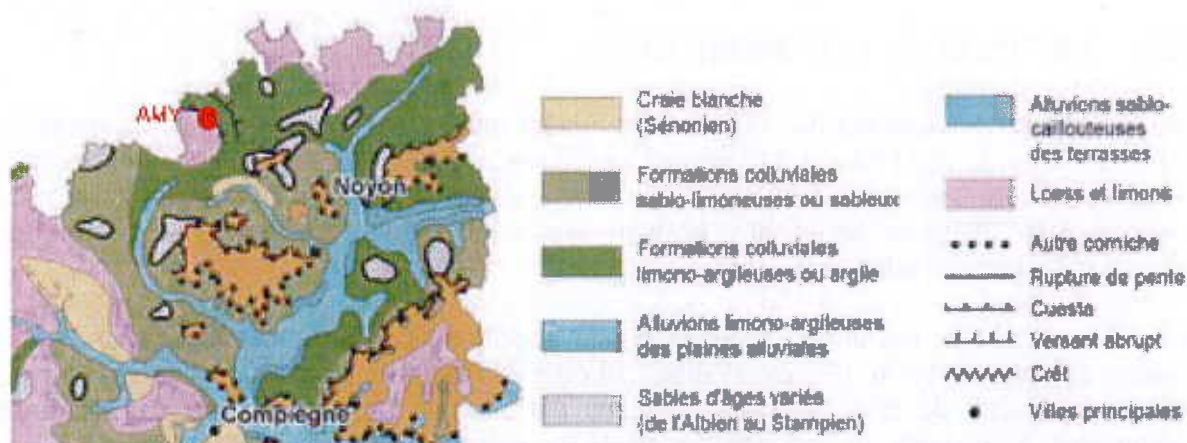 AMY
Noyon
Compiègne
Craie blanche
(Sénonien)
Formations colluviales
sablo-limoneuses ou sableux
Formations colluviales
limono-argileuses ou argile
Alluvions limono-argileuses
des plaines alluviales
Sables d'âges variés
(de l'Albien au Stampien)
Alluvions sablo-
caillouteuses
des terrasses
Loess et limons
Autre corniche
Rupture de pente
Cuesta
Versant abrupt
Crêt
Villes principales